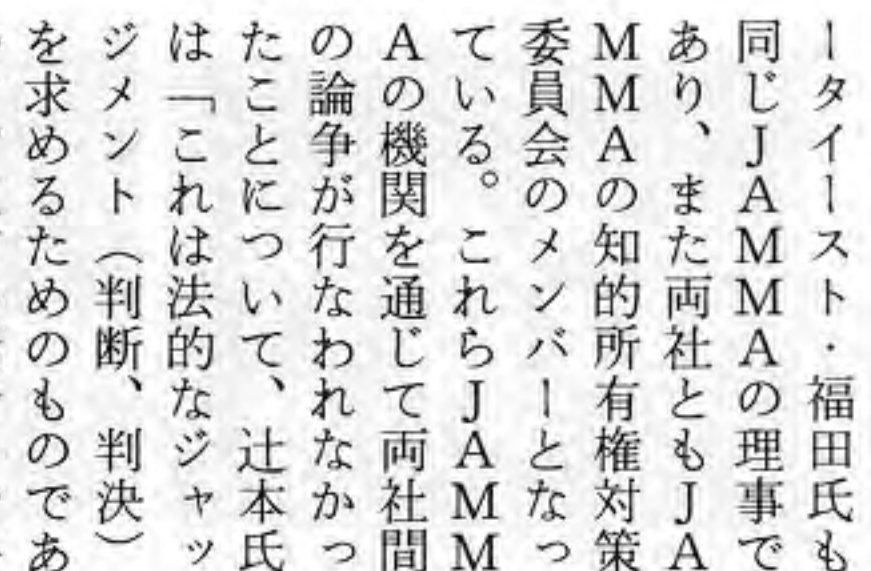 ータイースト・福田氏も
同じJAMMAの理事で
あり、また両社ともJA
MMAの知的所有権対策
委員会のメンバーとなっ
ている。これらJAMM
Aの機関を通じて両社間
の論争が行なわれなかっ
たことについて、辻本氏
は「これは法的なジャッ
ジメント（判断、判決）
を求めるためのものであ